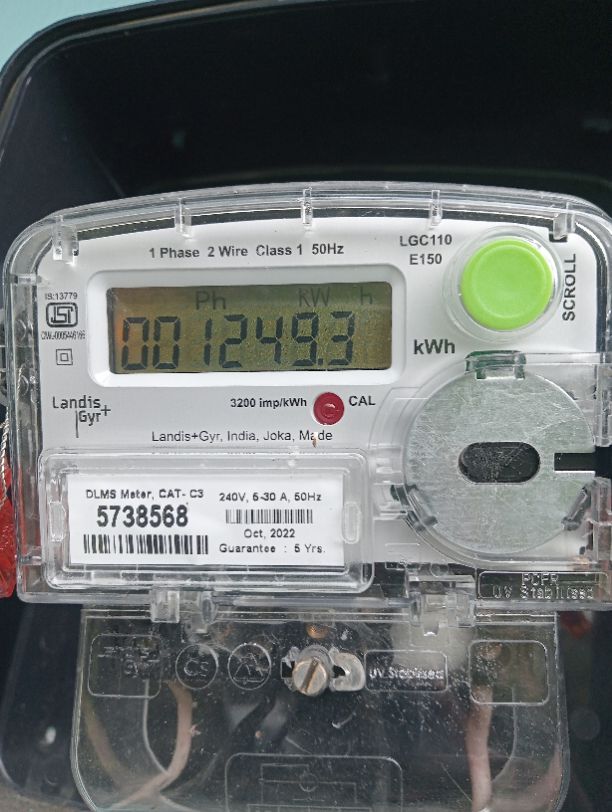 1 Phase 2 Wire Class 1 50Hz
LGC110
E150
SCROLL
IS:13779
Ph kW h
001249.3
kWh
Landis
Gyr+
3200 imp/kWh
CAL
Landis+Gyr, India, Joka, Made
DLMS Meter, CAT- C3
5738568
240V, 5-30 A, 50Hz
Oct, 2022
Guarantee : 5 Yrs.
UV Stabilised
UV Stabilised